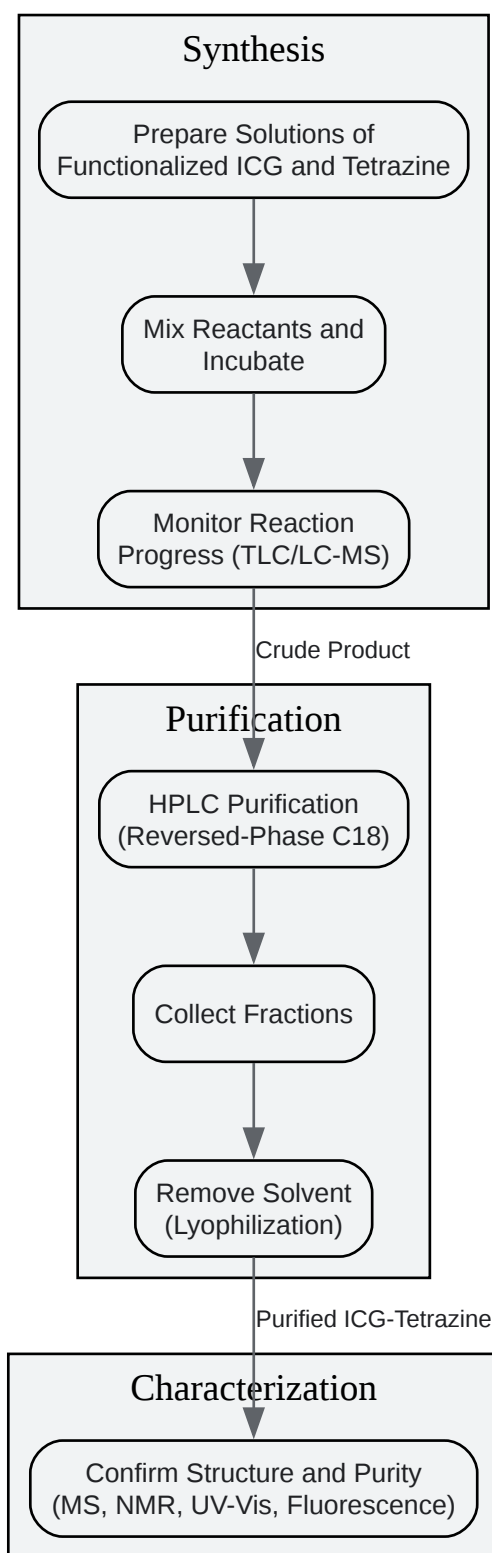 Synthesis
Prepare Solutions of
Functionalized ICG and Tetrazine
Mix Reactants and
Incubate
Monitor Reaction
Progress (TLC/LC-MS)
Crude Product
Purification
HPLC Purification
(Reversed-Phase C18)
Collect Fractions
Remove Solvent
(Lyophilization)
Purified ICG-Tetrazine
Characterization
Confirm Structure and Purity
(MS, NMR, UV-Vis, Fluorescence)